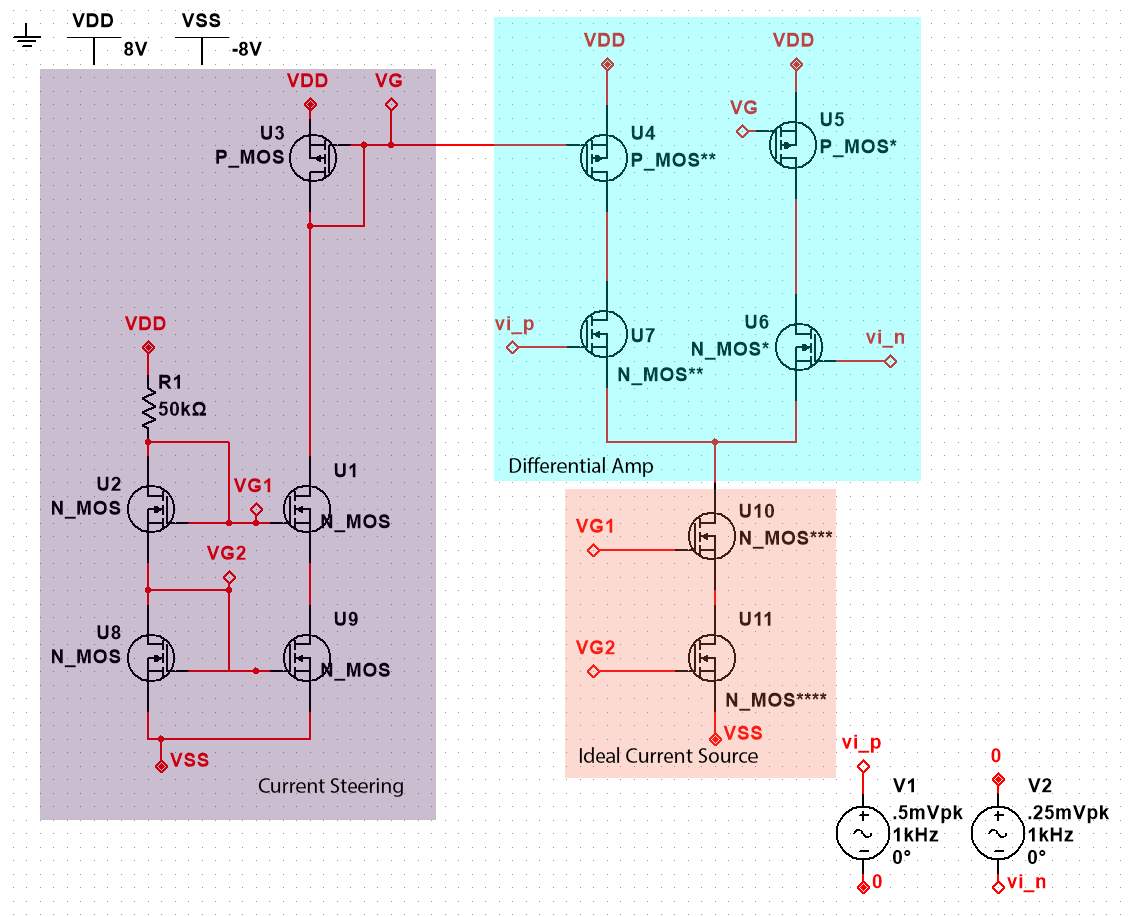 VDD
8V
VSS
-8V
VDD
VG
U3
P_MOS
VDD
R1
50kΩ
U2
N_MOS
VG1
U1
N_MOS
VG2
U8
N_MOS
U9
N_MOS
VSS
Current Steering
VDD
VDD
U4
P_MOS**
VG
U5
P_MOS*
vi_p
U7
N_MOS**
U6
N_MOS*
vi_n
Differential Amp
VG1
U10
N_MOS***
VG2
U11
N_MOS****
VSS
Ideal Current Source
vi_p
V1
.5mVpk
1kHz
0°
0
0
V2
.25mVpk
1kHz
0°
vi_n